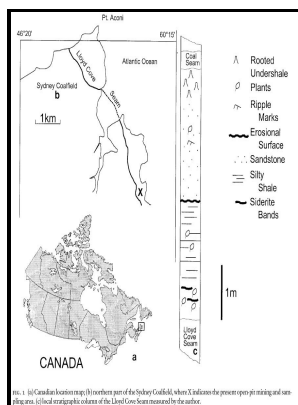 Pt. Aconi
46°20'
60°15'
Lloyd Cove
Seam
Atlantic Ocean
Sydney Coalfield
b
1km
X
CANADA
a
Coal
Seam
Lloyd
Cove
Seam
c
1m
Rooted
Undershale
Plants
Ripple
Marks
Erosional
Surface
Sandstone
Silty
Shale
Siderite
Bands
FIG. 1 (a) Canadian location map; (b) northern part of the Sydney Coalfield, where X indicates the present open-pit mining and sam-
pling area. (c) local stratigraphic column of the Lloyd Cove Seam measured by the author.